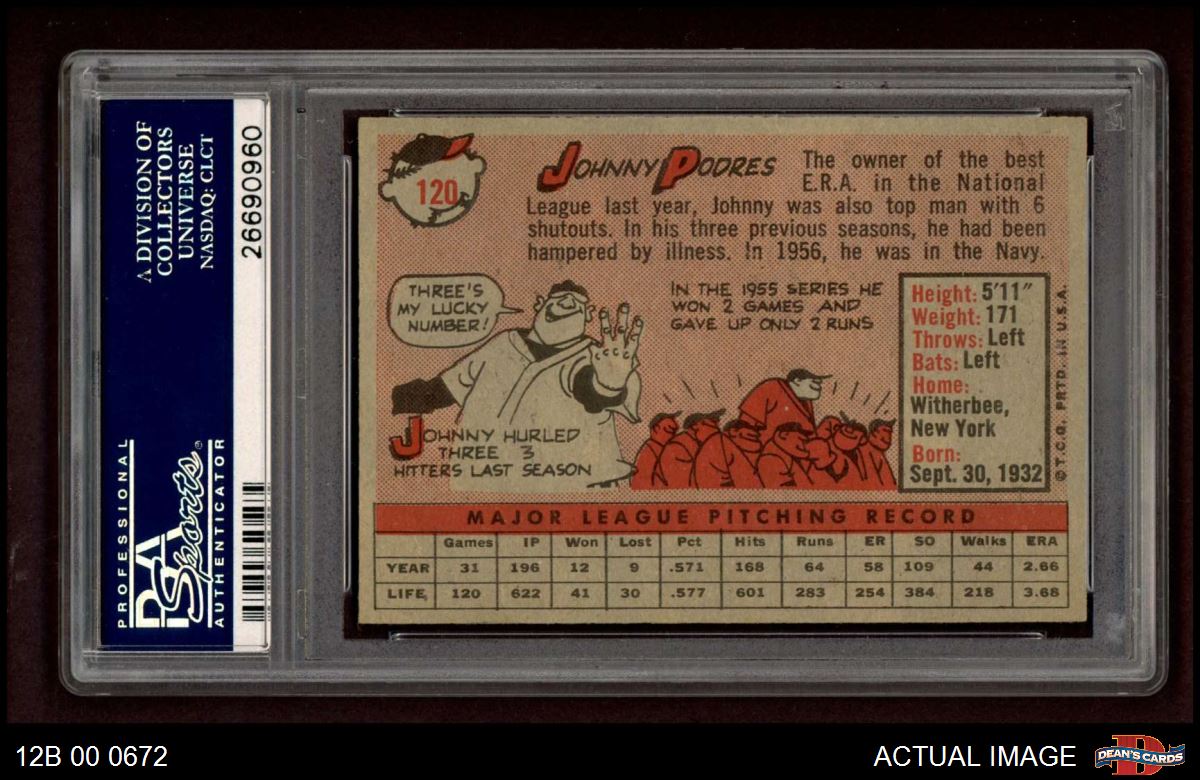 A DIVISION OF
COLLECTORS
UNIVERSE
NASDAQ: CLCT
26690960
PROFESSIONAL
PSA
Sports®
AUTHENTICATOR
120
JOHNNY PODRES
The owner of the best
E.R.A. in the National
League last year, Johnny was also top man with 6
shutouts. In his three previous seasons, he had been
hampered by illness. In 1956, he was in the Navy.
THREE'S
MY LUCKY
NUMBER!
JOHNNY HURLED
THREE 3
HITTERS LAST SEASON
IN THE 1955 SERIES HE
WON 2 GAMES AND
GAVE UP ONLY 2 RUNS
Height: 5'11"
Weight: 171
Throws: Left
Bats: Left
Home:
Witherbee,
New York
Born:
Sept. 30, 1932
© T.C.G. PRTD. IN U.S.A.
MAJOR LEAGUE PITCHING RECORD
Games IP Won Lost Pct Hits Runs ER SO Walks ERA
YEAR 31 196 12 9 .571 168 64 58 109 44 2.66
LIFE 120 622 41 30 .577 601 283 254 384 218 3.68
12B 00 0672
ACTUAL IMAGE
DEAN'S CARDS